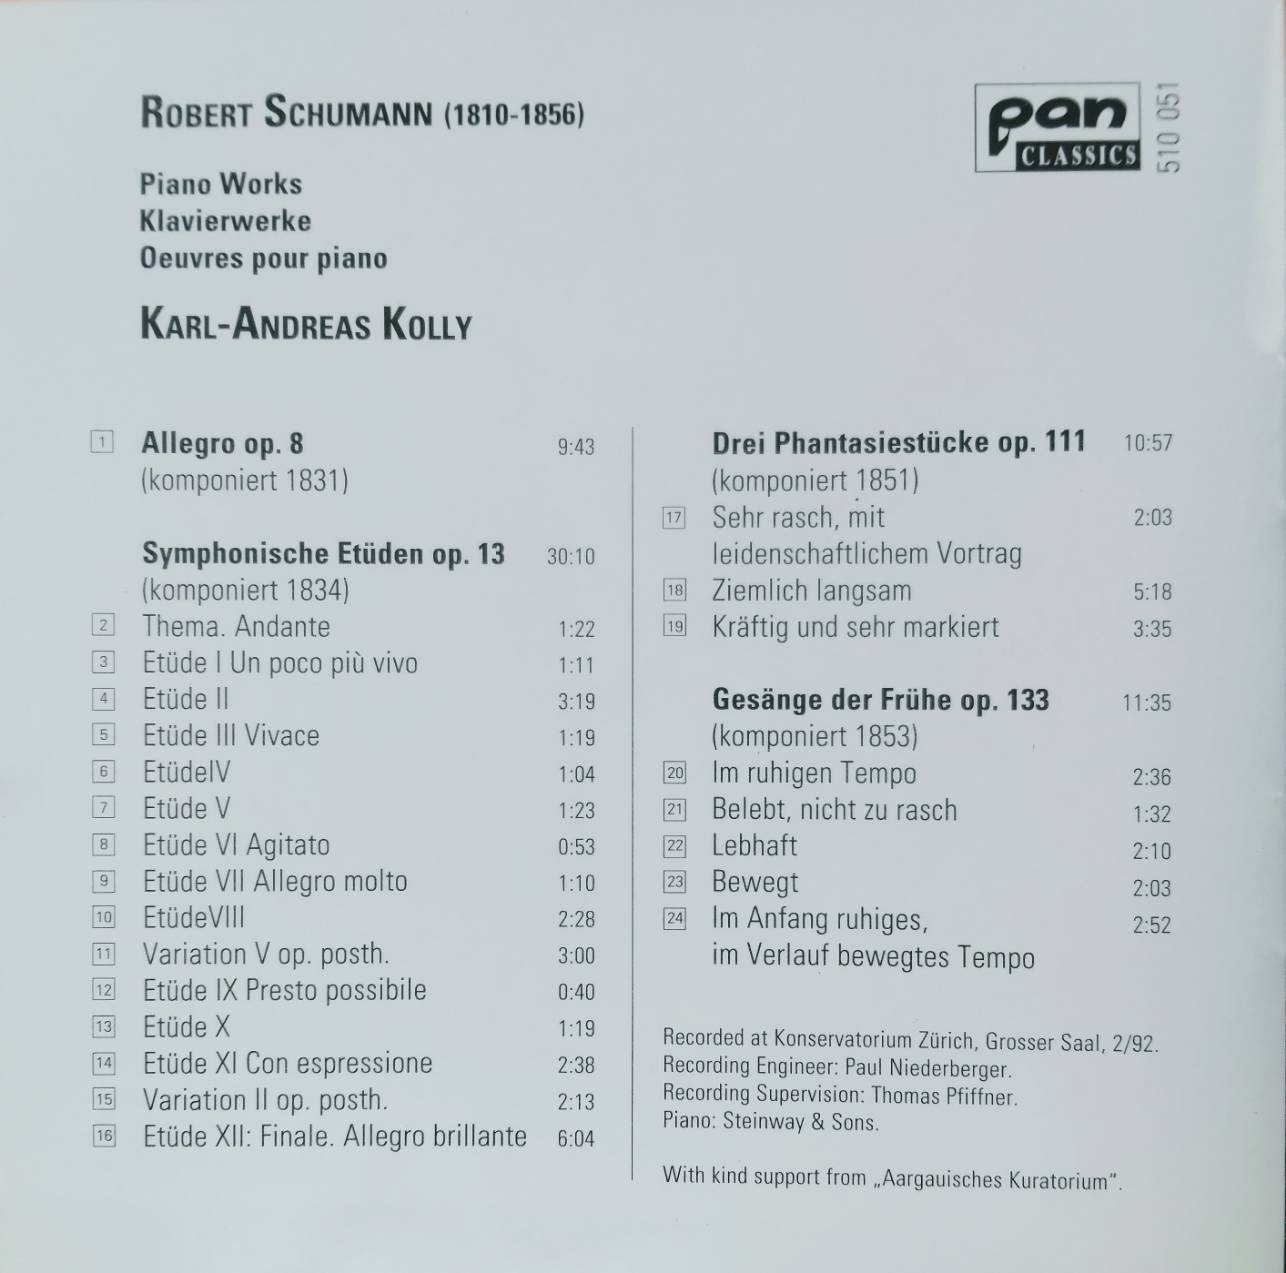 ROBERT SCHUMANN (1810-1856)
pan
CLASSICS
510 051
Piano Works
Klavierwerke
Oeuvres pour piano
KARL-ANDREAS KOLLY
1 Allegro op. 8 9:43
(komponiert 1831)
Symphonische Etüden op. 13 30:10
(komponiert 1834)
2 Thema. Andante 1:22
3 Etüde I Un poco più vivo 1:11
4 Etüde II 3:19
5 Etüde III Vivace 1:19
6 EtüdeIV 1:04
7 Etüde V 1:23
8 Etüde VI Agitato 0:53
9 Etüde VII Allegro molto 1:10
10 EtüdeVIII 2:28
11 Variation V op. posth. 3:00
12 Etüde IX Presto possibile 0:40
13 Etüde X 1:19
14 Etüde XI Con espressione 2:38
15 Variation II op. posth. 2:13
16 Etüde XII: Finale. Allegro brillante 6:04
Drei Phantasiestücke op. 111 10:57
(komponiert 1851)
17 Sehr rasch, mit 2:03
leidenschaftlichem Vortrag
18 Ziemlich langsam 5:18
19 Kräftig und sehr markiert 3:35
Gesänge der Frühe op. 133 11:35
(komponiert 1853)
20 Im ruhigen Tempo 2:36
21 Belebt, nicht zu rasch 1:32
22 Lebhaft 2:10
23 Bewegt 2:03
24 Im Anfang ruhiges, 2:52
im Verlauf bewegtes Tempo
Recorded at Konservatorium Zürich, Grosser Saal, 2/92.
Recording Engineer: Paul Niederberger.
Recording Supervision: Thomas Pfiffner.
Piano: Steinway & Sons.
With kind support from „Aargauisches Kuratorium“.